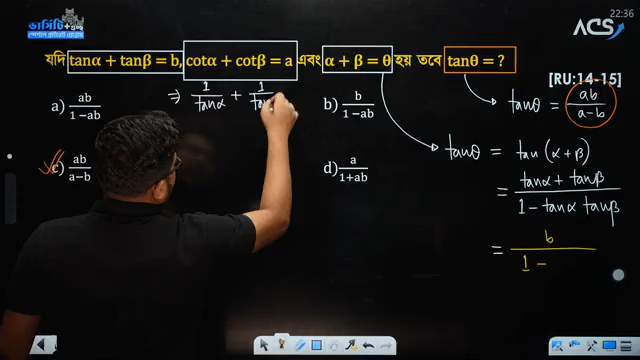 ভার্সিটি+গুচ্ছ
স্পেশাল প্রাইভেট প্রোগ্রাম
22:36
ACS
যদি tanα + tanβ = b, cotα + cotβ = a এবং α + β = θ হয় তবে tanθ = ?
[RU:14-15]
a) ab/1−ab
b) b/1−ab
c) ab/a−b
d) a/1+ab
⇒ 1/tanα + 1/
tanθ = ab/a−b
tanθ = tan(α+β)
= tanα + tanβ/1 − tanα tanβ
= b/1 −